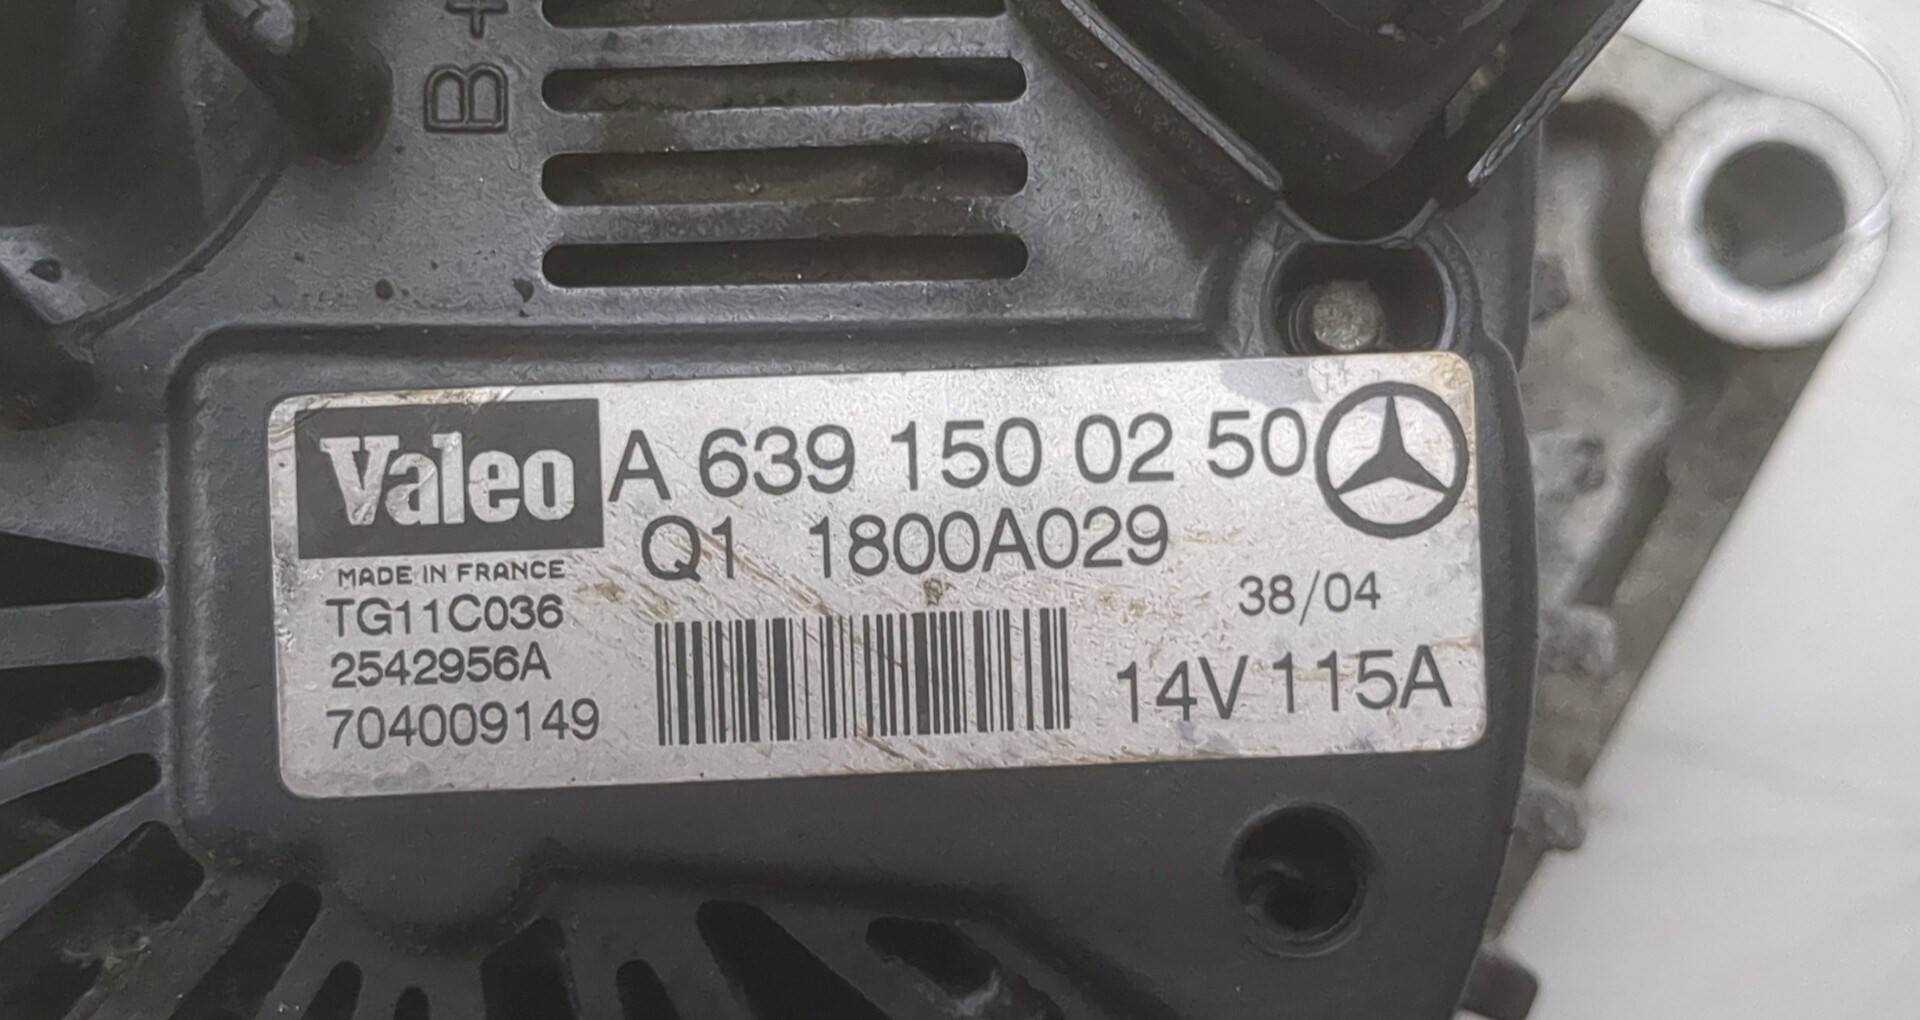 B+
Valeo A 639 150 02 50
Q1 1800A029
MADE IN FRANCE
TG11C036
38/04
2542956A
14V 115A
704009149